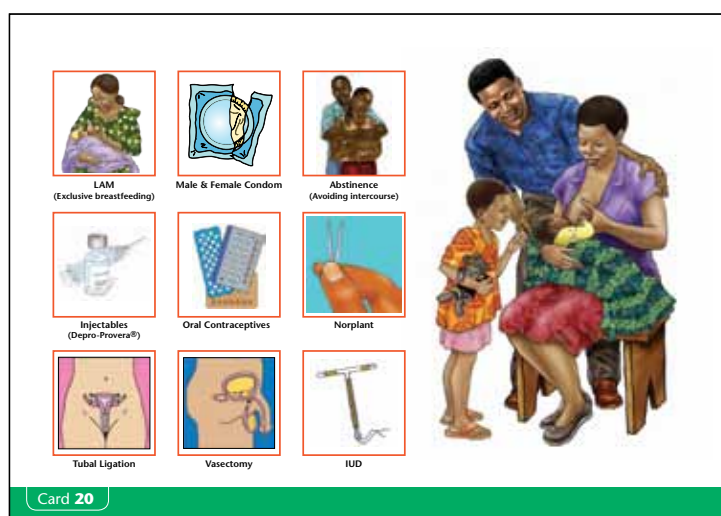 LAM
(Exclusive breastfeeding)
Male & Female Condom
Abstinence
(Avoiding intercourse)
Injectables
(Depro-Provera®)
Oral Contraceptives
Norplant
Tubal Ligation
Vasectomy
IUD
Card 20